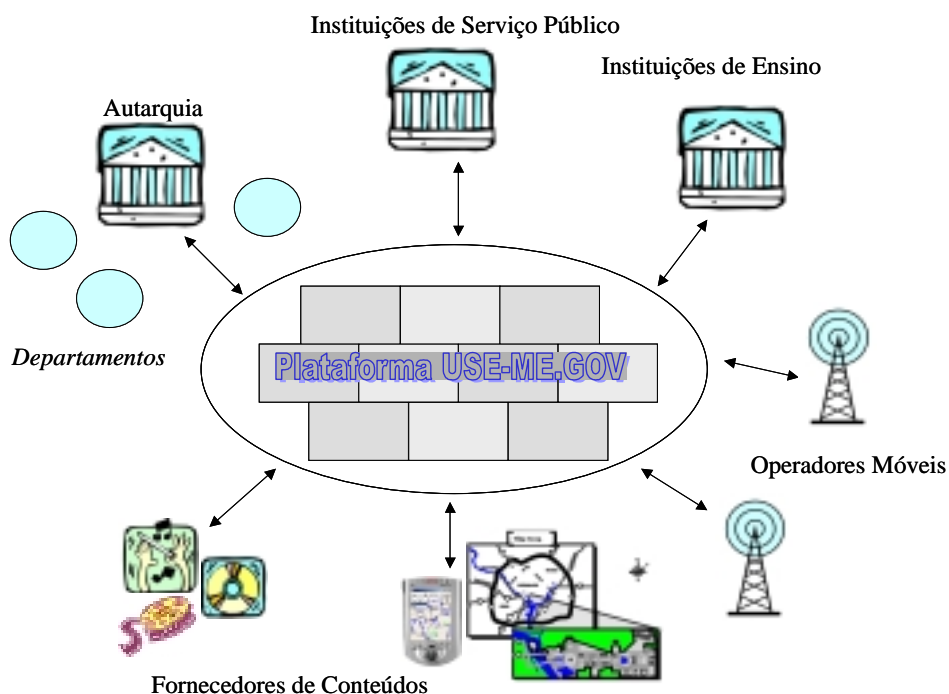 Instituições de Serviço Público
Instituições de Ensino
Autarquia
Departamentos
Plataforma USE-ME.GOV
Operadores Móveis
Fornecedores de Conteúdos